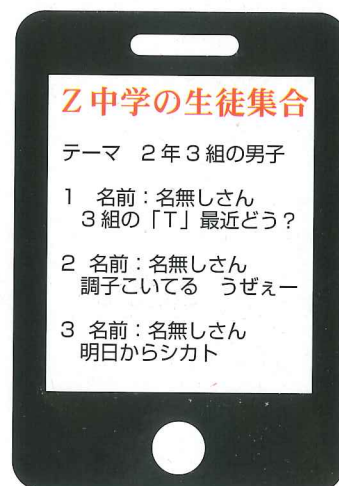 Z中学の生徒集合
テーマ　2年3組の男子
1　名前：名無しさん
3組の「T」最近どう？
2　名前：名無しさん
調子こいてる　うぜぇー
3　名前：名無しさん
明日からシカト